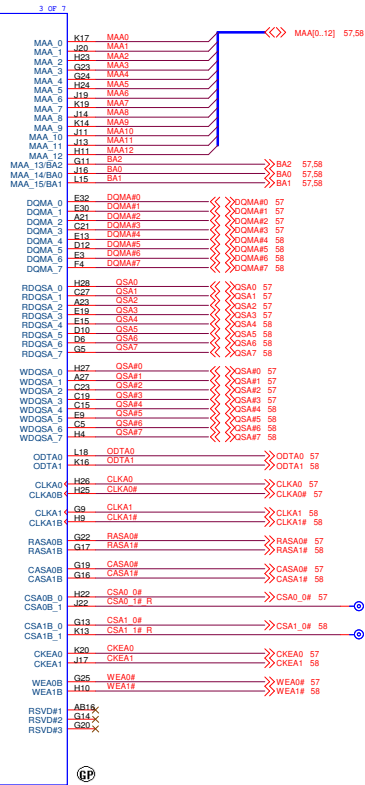 3 OF 7
MAA_0 K17 MAA0 MAA[0..12] 57,58
MAA_1 J20 MAA1
MAA_2 H23 MAA2
MAA_3 G23 MAA3
MAA_4 G24 MAA4
MAA_5 H24 MAA5
MAA_6 J19 MAA6
MAA_7 K19 MAA7
MAA_8 J14 MAA8
MAA_9 K14 MAA9
MAA_10 J11 MAA10
MAA_11 J13 MAA11
MAA_12 H11 MAA12
MAA_13/BA2 G11 BA2 BA2 57,58
MAA_14/BA0 J16 BA0 BA0 57,58
MAA_15/BA1 L15 BA1 BA1 57,58
DQMA_0 E32 DQMA#0 DQMA#0 57
DQMA_1 E30 DQMA#1 DQMA#1 57
DQMA_2 A21 DQMA#2 DQMA#2 57
DQMA_3 C21 DQMA#3 DQMA#3 57
DQMA_4 E13 DQMA#4 DQMA#4 58
DQMA_5 D12 DQMA#5 DQMA#5 58
DQMA_6 E3 DQMA#6 DQMA#6 58
DQMA_7 F4 DQMA#7 DQMA#7 58
RDQSA_0 H28 QSA0 QSA0 57
RDQSA_1 C27 QSA1 QSA1 57
RDQSA_2 A23 QSA2 QSA2 57
RDQSA_3 E19 QSA3 QSA3 57
RDQSA_4 E15 QSA4 QSA4 58
RDQSA_5 D10 QSA5 QSA5 58
RDQSA_6 D6 QSA6 QSA6 58
RDQSA_7 G5 QSA7 QSA7 58
WDQSA_0 H27 QSA#0 QSA#0 57
WDQSA_1 A27 QSA#1 QSA#1 57
WDQSA_2 C23 QSA#2 QSA#2 57
WDQSA_3 C19 QSA#3 QSA#3 57
WDQSA_4 C15 QSA#4 QSA#4 58
WDQSA_5 E9 QSA#5 QSA#5 58
WDQSA_6 C5 QSA#6 QSA#6 58
WDQSA_7 H4 QSA#7 QSA#7 58
ODTA0 L18 ODTA0 ODTA0 57
ODTA1 K16 ODTA1 ODTA1 58
CLKA0 H26 CLKA0 CLKA0 57
CLKA0B H25 CLKA0# CLKA0# 57
CLKA1 G9 CLKA1 CLKA1 58
CLKA1B H9 CLKA1# CLKA1# 58
RASA0B G22 RASA0# RASA0# 57
RASA1B G17 RASA1# RASA1# 58
CASA0B G19 CASA0# CASA0# 57
CASA1B G16 CASA1# CASA1# 58
CSA0B_0 H22 CSA0_0# CSA0_0# 57
CSA0B_1 J22 CSA0_1#_R
CSA1B_0 G13 CSA1_0# CSA1_0# 58
CSA1B_1 K13 CSA1_1#_R
CKEA0 K20 CKEA0 CKEA0 57
CKEA1 J17 CKEA1 CKEA1 58
WEA0B G25 WEA0# WEA0# 57
WEA1B H10 WEA1# WEA1# 58
RSVD#1 AB16
RSVD#2 G14
RSVD#3 G20
GP